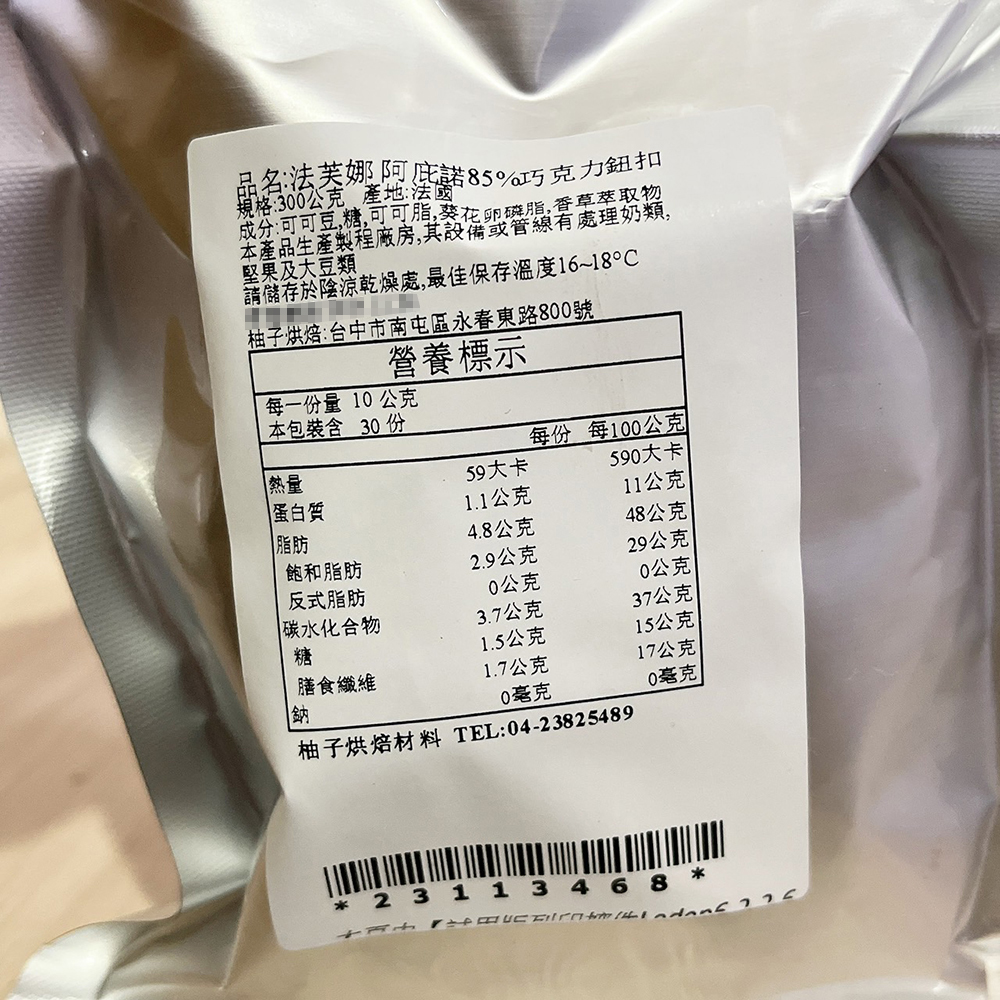 品名:法芙娜阿庇諾85%巧克力鈕扣
規格:300公克 產地:法國
成分:可可豆,糖,可可脂,葵花卵磷脂,香草萃取物
本產品生產製程廠房,其設備或管線有處理奶類,
堅果及大豆類
請儲存於陰涼乾燥處,最佳保存溫度16~18°C
柚子烘焙:台中市南屯區永春東路800號
營養標示
每一份量 10 公克
本包裝含 30 份
每份 每100公克
熱量 59大卡 590大卡
蛋白質 1.1公克 11公克
脂肪 4.8公克 48公克
飽和脂肪 2.9公克 29公克
反式脂肪 0公克 0公克
碳水化合物 3.7公克 37公克
糖 1.5公克 15公克
膳食纖維 1.7公克 17公克
鈉 0毫克 0毫克
柚子烘焙材料 TEL:04-23825489
*23113468*